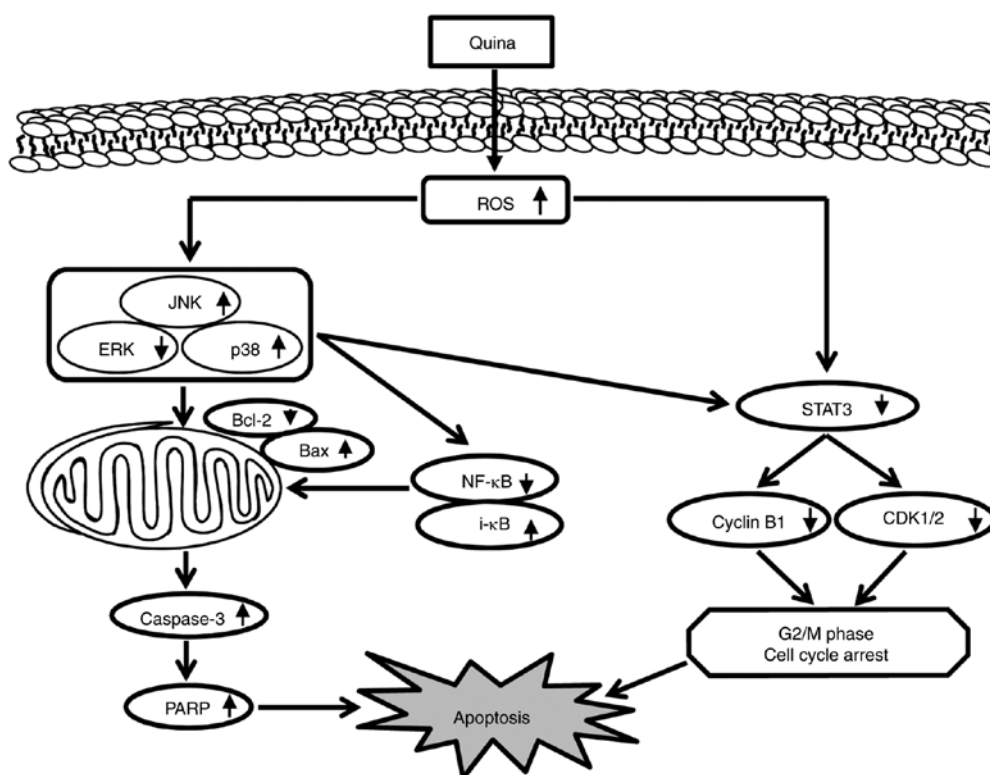 Quina
ROS
JNK
ERK
p38
Bcl-2
Bax
STAT3
NF-κB
i-κB
Cyclin B1
CDK1/2
Caspase-3
G2/M phase
Cell cycle arrest
PARP
Apoptosis